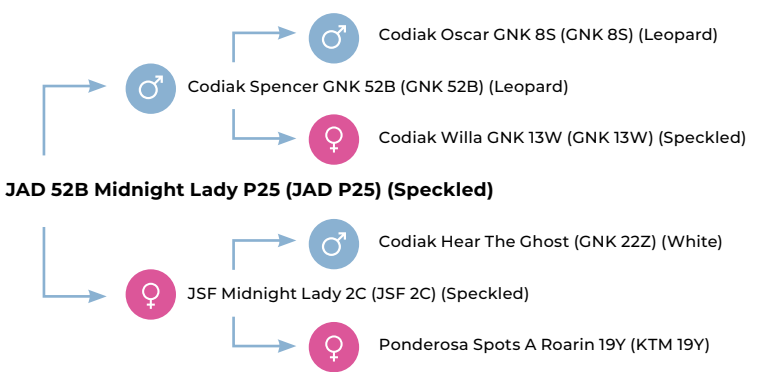 Codiak Oscar GNK 8S (GNK 8S) (Leopard)
Codiak Spencer GNK 52B (GNK 52B) (Leopard)
Codiak Willa GNK 13W (GNK 13W) (Speckled)
JAD 52B Midnight Lady P25 (JAD P25) (Speckled)
Codiak Hear The Ghost (GNK 22Z) (White)
JSF Midnight Lady 2C (JSF 2C) (Speckled)
Ponderosa Spots A Roarin 19Y (KTM 19Y)